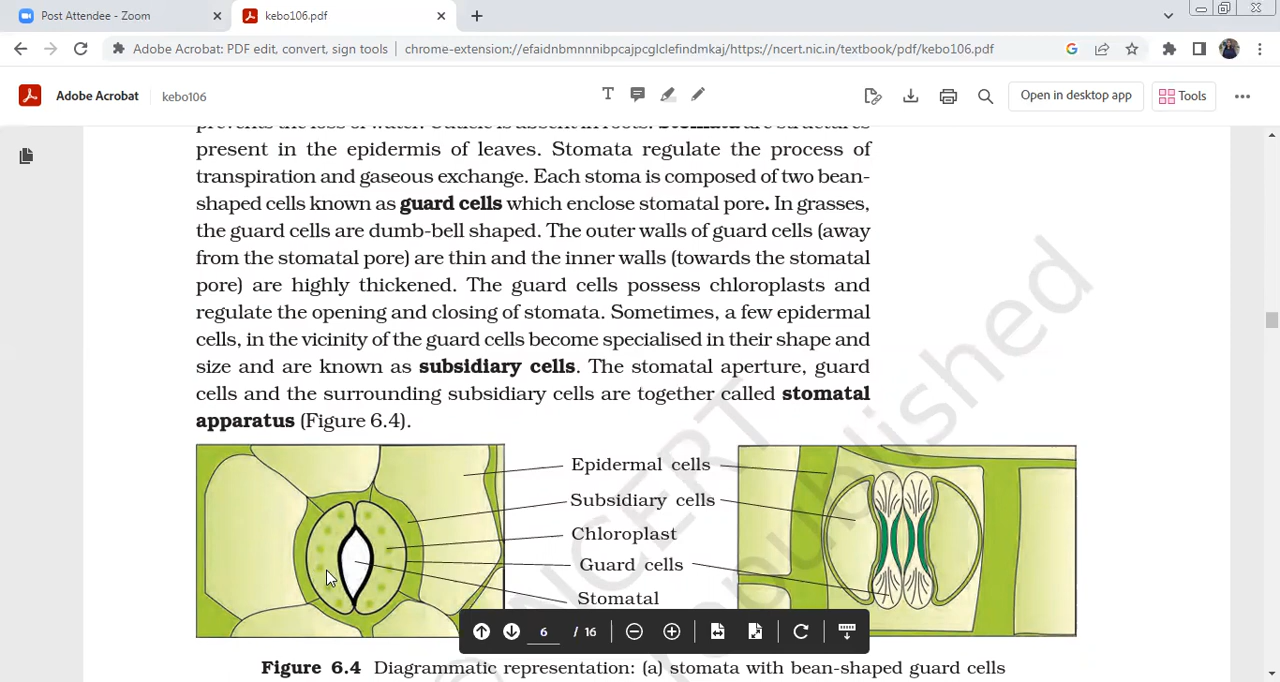 Post Attendee - Zoom
kebo106.pdf
Adobe Acrobat: PDF edit, convert, sign tools
chrome-extension://efaidnbmnnnibpcajpcglclefindmkaj/https://ncert.nic.in/textbook/pdf/kebo106.pdf
Adobe Acrobat
kebo106
T
Open in desktop app
Tools
present in the epidermis of leaves. Stomata regulate the process of
transpiration and gaseous exchange. Each stoma is composed of two bean-
shaped cells known as guard cells which enclose stomatal pore. In grasses,
the guard cells are dumb-bell shaped. The outer walls of guard cells (away
from the stomatal pore) are thin and the inner walls (towards the stomatal
pore) are highly thickened. The guard cells possess chloroplasts and
regulate the opening and closing of stomata. Sometimes, a few epidermal
cells, in the vicinity of the guard cells become specialised in their shape and
size and are known as subsidiary cells. The stomatal aperture, guard
cells and the surrounding subsidiary cells are together called stomatal
apparatus (Figure 6.4).
Epidermal cells
Subsidiary cells
Chloroplast
Guard cells
Stomatal
6 / 16
Figure 6.4 Diagrammatic representation: (a) stomata with bean-shaped guard cells